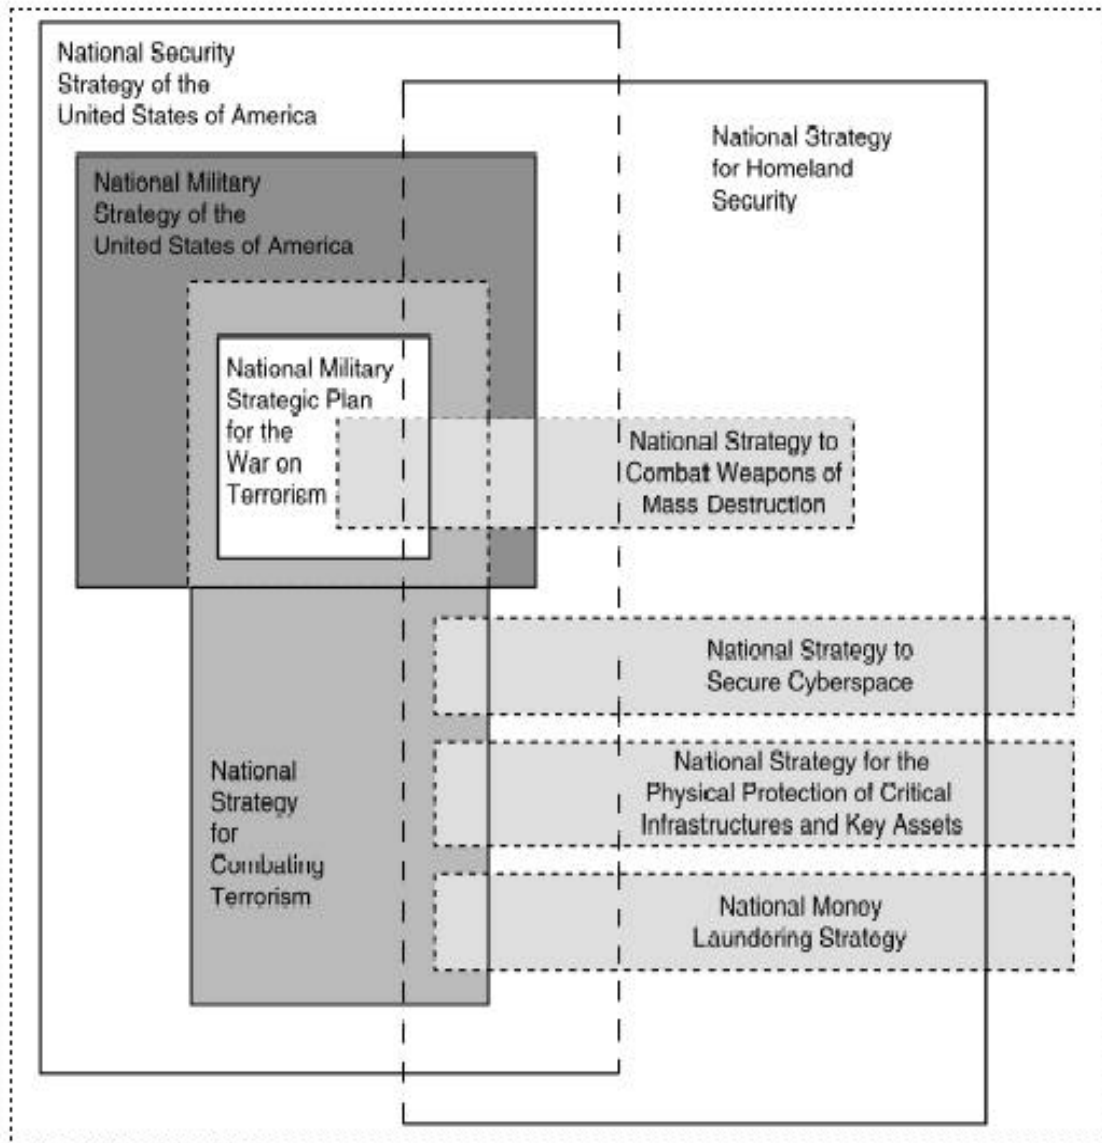 National Security
Strategy of the
United States of America
National Strategy
for Homeland
Security
National Military
Strategy of the
United States of America
National Military
Strategic Plan
for the
War on
Terrorism
National Strategy to
Combat Weapons of
Mass Destruction
National Strategy to
Secure Cyberspace
National Strategy for the
Physical Protection of Critical
Infrastructures and Key Assets
National
Strategy
for
Combating
Terrorism
National Money
Laundering Strategy